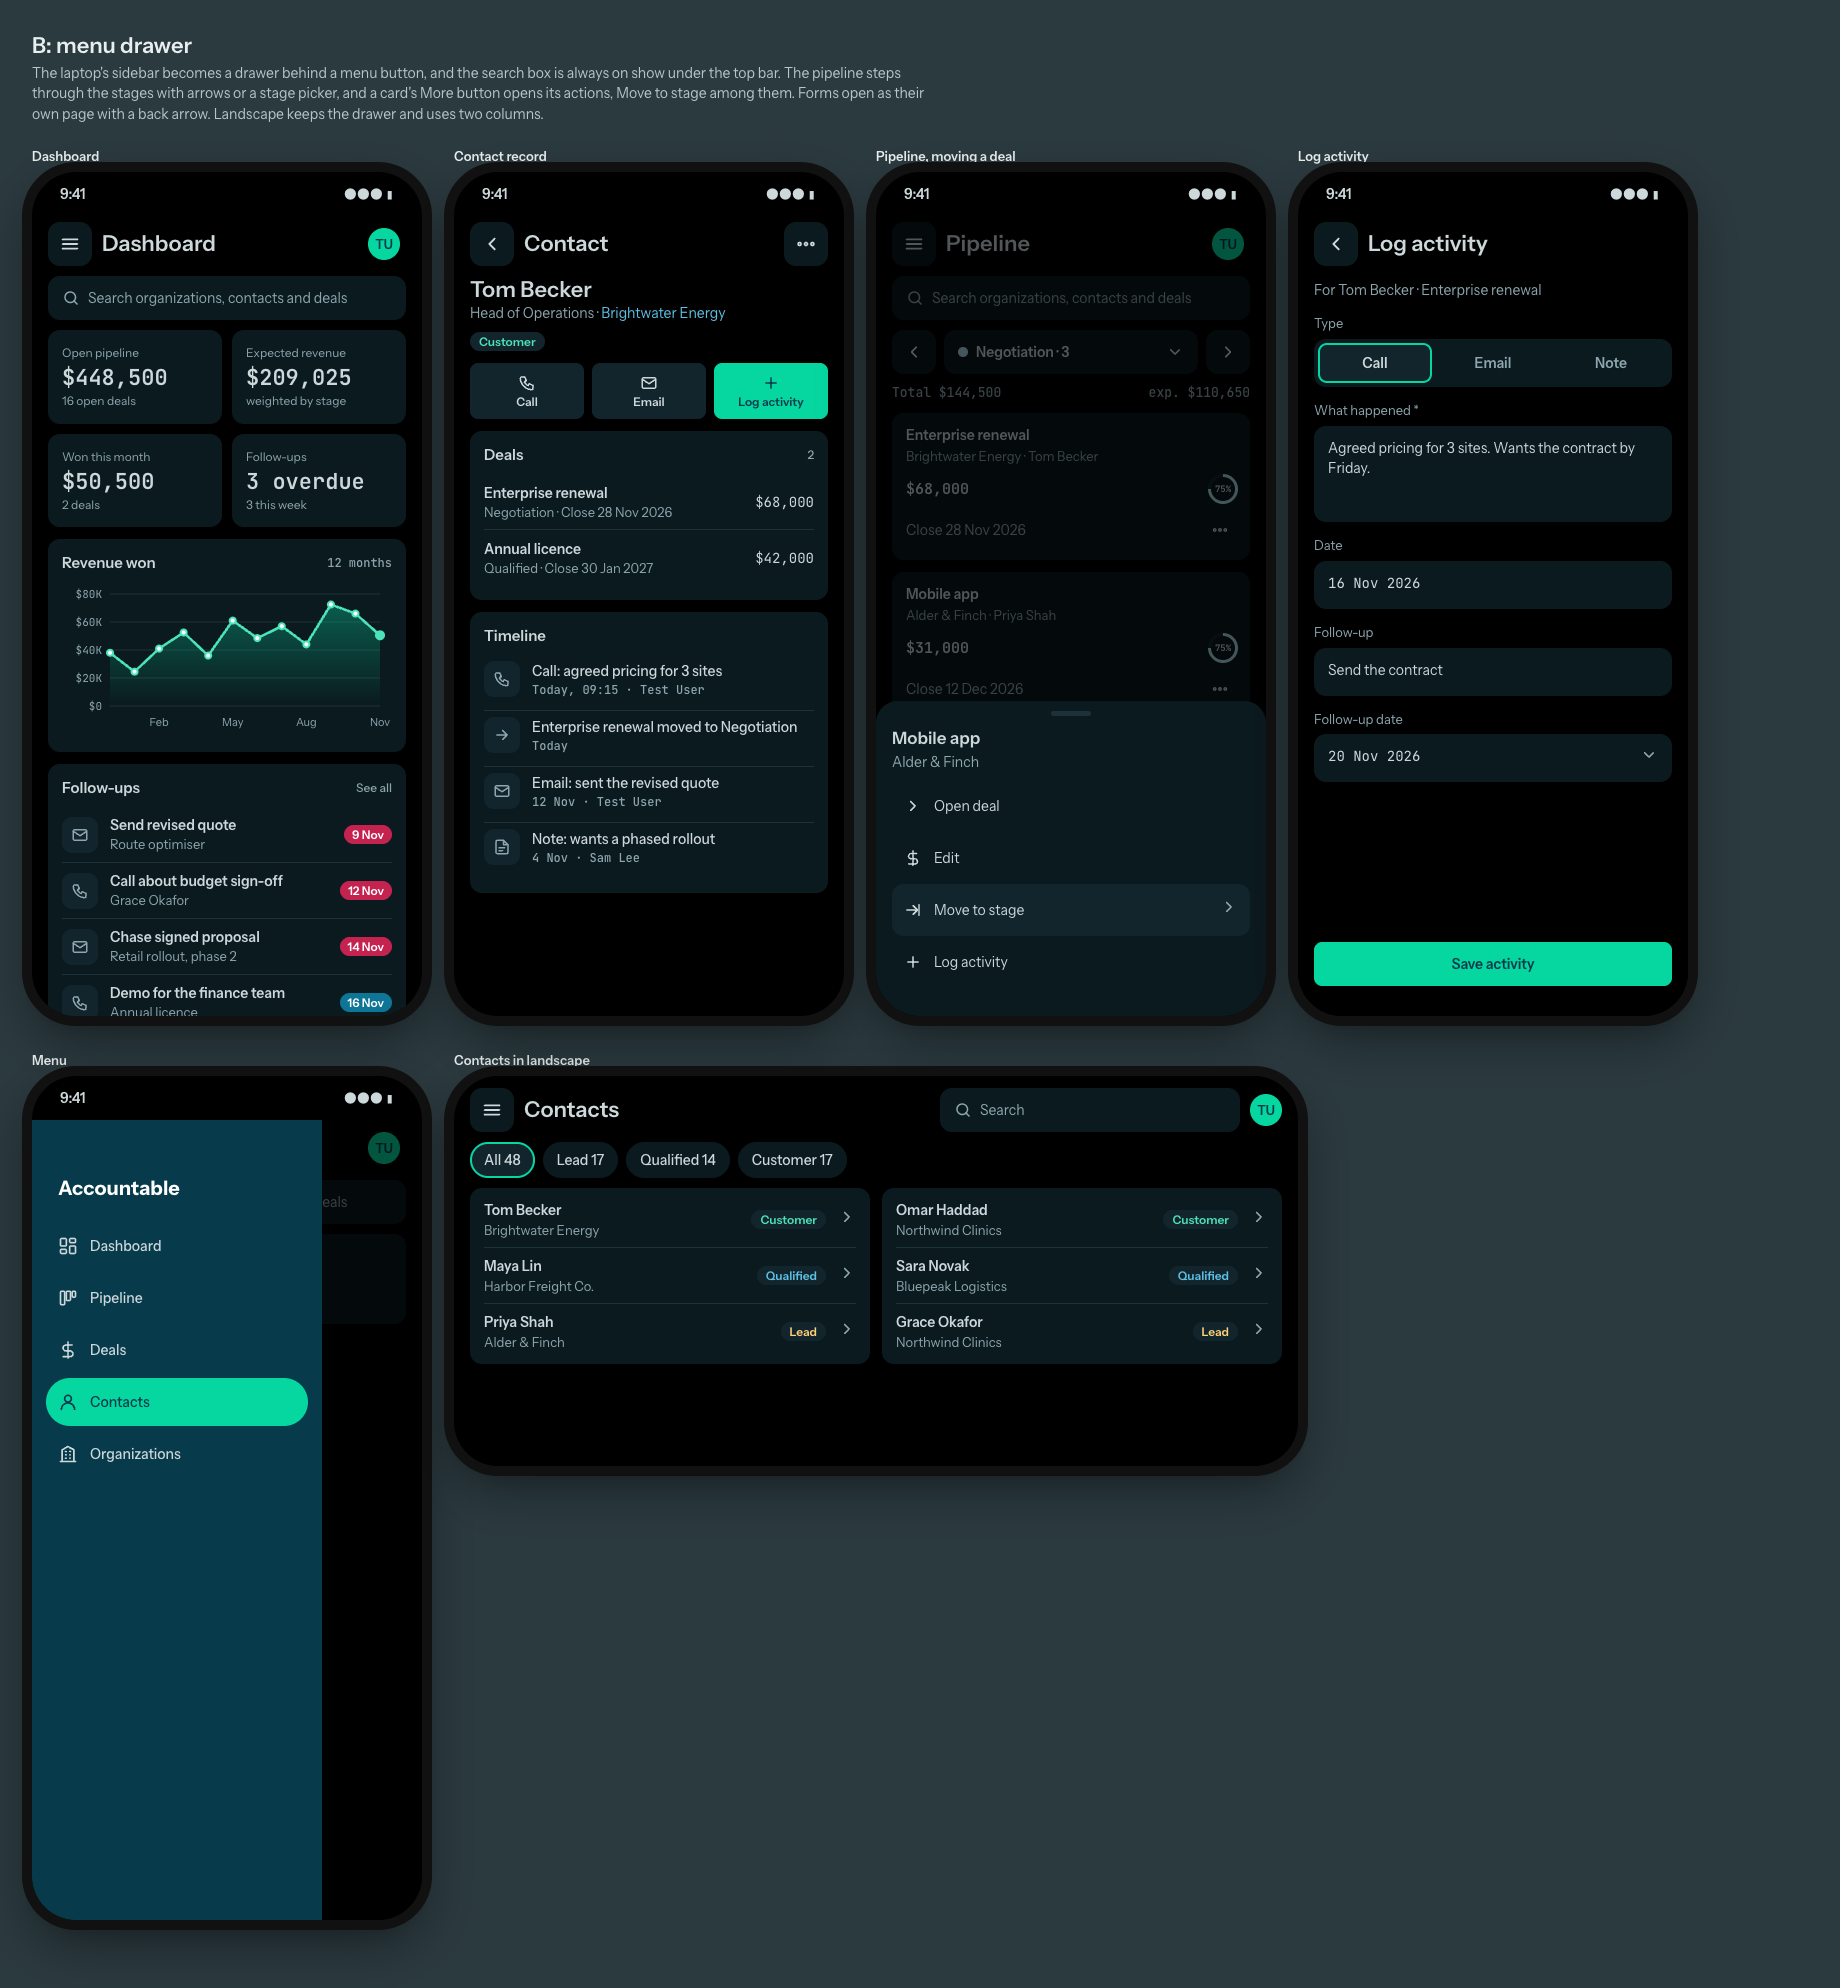 B: menu drawer
The laptop's sidebar becomes a drawer behind a menu button, and the search box is always on show under the top bar. The pipeline steps
through the stages with arrows or a stage picker, and a card's More button opens its actions, Move to stage among them. Forms open as their
own page with a back arrow. Landscape keeps the drawer and uses two columns.
Dashboard
9:41
Dashboard
TU
Search organizations, contacts and deals
Open pipeline
$448,500
16 open deals
Expected revenue
$209,025
weighted by stage
Won this month
$50,500
2 deals
Follow-ups
3 overdue
3 this week
Revenue won
12 months
$80K
$60K
$40K
$20K
$0
Feb
May
Aug
Nov
Follow-ups
See all
Send revised quote
Route optimiser
9 Nov
Call about budget sign-off
Grace Okafor
12 Nov
Chase signed proposal
Retail rollout, phase 2
14 Nov
Demo for the finance team
Annual licence
16 Nov
Contact record
9:41
Contact
Tom Becker
Head of Operations · Brightwater Energy
Customer
Call
Email
Log activity
Deals
2
Enterprise renewal
Negotiation · Close 28 Nov 2026
$68,000
Annual licence
Qualified · Close 30 Jan 2027
$42,000
Timeline
Call: agreed pricing for 3 sites
Today, 09:15 · Test User
Enterprise renewal moved to Negotiation
Today
Email: sent the revised quote
12 Nov · Test User
Note: wants a phased rollout
4 Nov · Sam Lee
Pipeline, moving a deal
9:41
Pipeline
TU
Search organizations, contacts and deals
Negotiation · 3
Total $144,500
exp. $110,650
Enterprise renewal
Brightwater Energy · Tom Becker
$68,000
75%
Close 28 Nov 2026
Mobile app
Alder & Finch · Priya Shah
$31,000
75%
Close 12 Dec 2026
Mobile app
Alder & Finch
Open deal
Edit
Move to stage
Log activity
Log activity
9:41
Log activity
For Tom Becker · Enterprise renewal
Type
Call
Email
Note
What happened *
Agreed pricing for 3 sites. Wants the contract by
Friday.
Date
16 Nov 2026
Follow-up
Send the contract
Follow-up date
20 Nov 2026
Save activity
Menu
9:41
TU
eals
Accountable
Dashboard
Pipeline
Deals
Contacts
Organizations
Contacts in landscape
Contacts
Search
TU
All 48
Lead 17
Qualified 14
Customer 17
Tom Becker
Brightwater Energy
Customer
Maya Lin
Harbor Freight Co.
Qualified
Priya Shah
Alder & Finch
Lead
Omar Haddad
Northwind Clinics
Customer
Sara Novak
Bluepeak Logistics
Qualified
Grace Okafor
Northwind Clinics
Lead